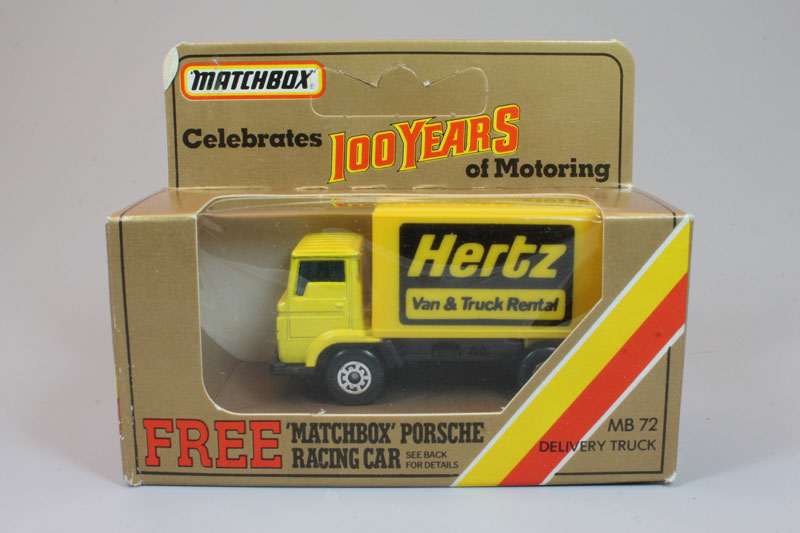 MATCHBOX
Celebrates 100 YEARS
of Motoring
Hertz
Van & Truck Rental
FREE 'MATCHBOX' PORSCHE
RACING CAR SEE BACK
FOR DETAILS
MB 72
DELIVERY TRUCK